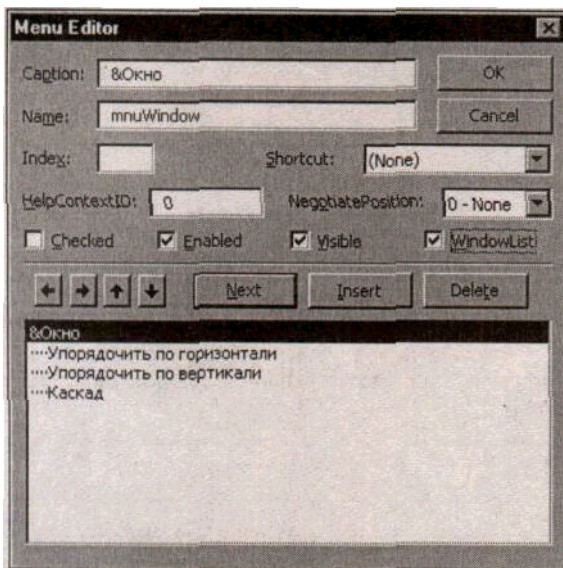 Menu Editor
Caption: &Окно OK
Name: mnuWindow Cancel
Index: Shortcut: (None)
HelpContextID: 0 NegotiatePosition: 0 - None
Checked Enabled Visible WindowList
Next Insert Delete
&Окно
····Упорядочить по горизонтали
····Упорядочить по вертикали
····Каскад